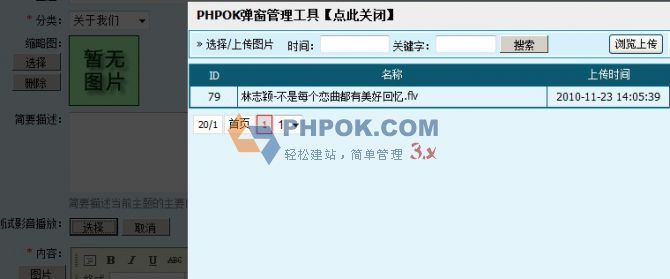 PHPOK弹窗管理工具【点此关闭】
* 分类: 关于我们
» 选择/上传图片 时间: 关键字: 搜索 浏览上传
缩略图: 暂无图片
选择
删除
ID 名称 上传时间
79 林志颖-不是每个恋曲都有美好回忆.flv 2010-11-23 14:05:39
简要描述:
20/1 首页 1 1
PHPOK.COM
轻松建站，简单管理 3.x
简要描述当前主题的主要
试影音播放: 选择 取消
* 内容: B I U
图片